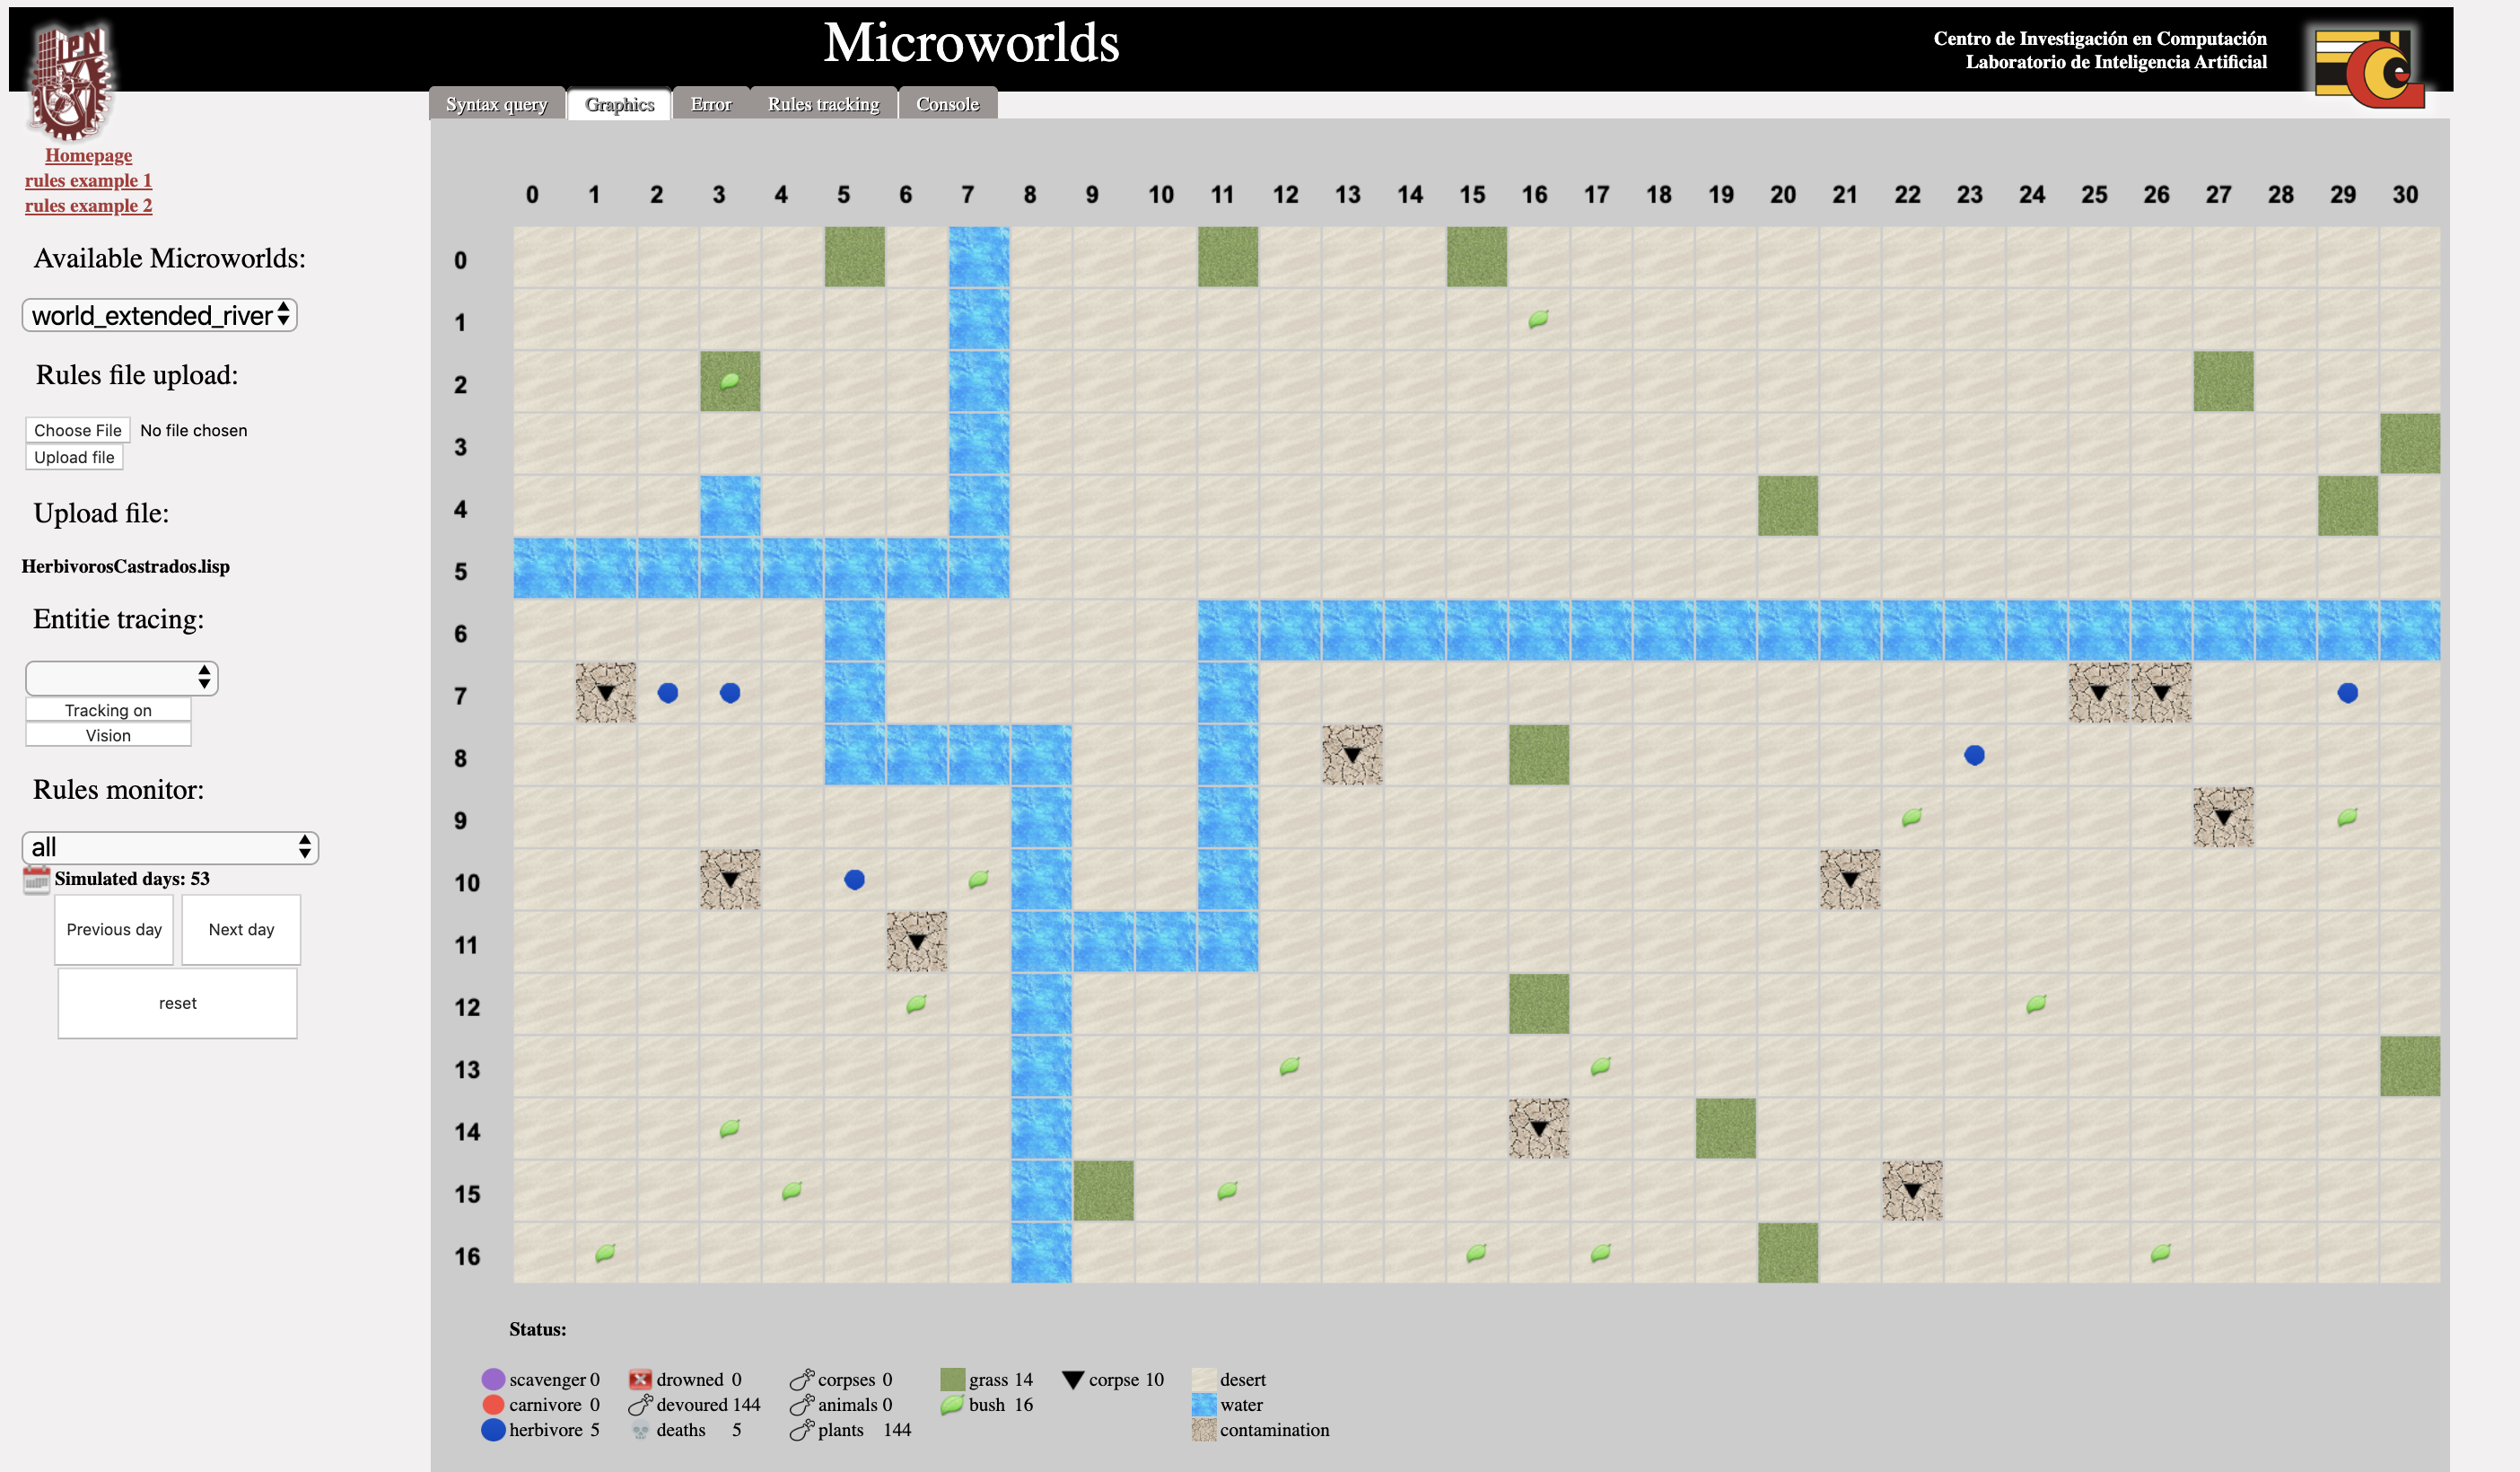 Microworlds
Centro de Investigación en Computación
Laboratorio de Inteligencia Artificial
IPN
Syntax query Graphics Error Rules tracking Console
Homepage
rules example 1
rules example 2
Available Microworlds:
world_extended_river
Rules file upload:
Choose File No file chosen
Upload file
Upload file:
HerbivorosCastrados.lisp
Entitie tracing:
Tracking on
Vision
Rules monitor:
all
Simulated days: 53
Previous day Next day
reset
0 1 2 3 4 5 6 7 8 9 10 11 12 13 14 15 16 17 18 19 20 21 22 23 24 25 26 27 28 29 30
0
1
2
3
4
5
6
7
8
9
10
11
12
13
14
15
16
Status:
scavenger 0 drowned 0 corpses 0 grass 14 corpse 10 desert
carnivore 0 devoured 144 animals 0 bush 16 water
herbivore 5 deaths 5 plants 144 contamination